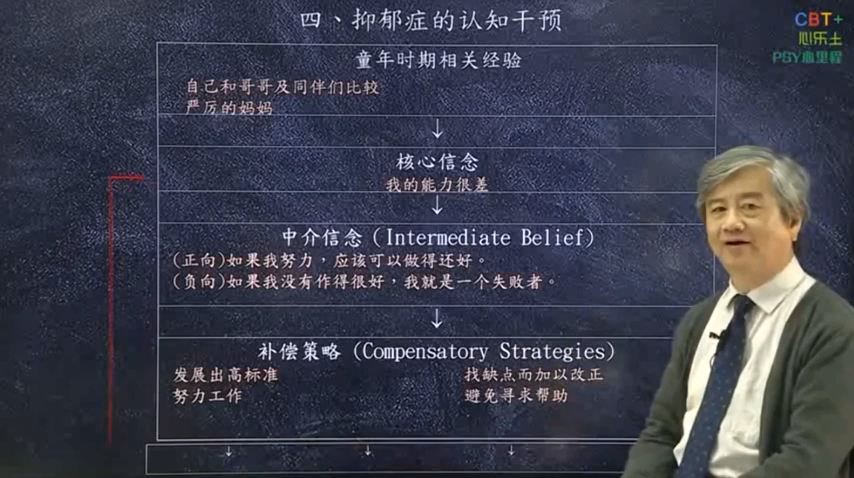 四、抑郁症的认知干预
CBT+
心乐土
PSY心里程
童年时期相关经验
自己和哥哥及同伴们比较
严厉的妈妈
核心信念
我的能力很差
中介信念 (Intermediate Belief)
(正向)如果我努力，应该可以做得还好。
(负向)如果我没有作得很好，我就是一个失败者。
补偿策略 (Compensatory Strategies)
发展出高标准 找缺点而加以改正
努力工作 避免寻求帮助